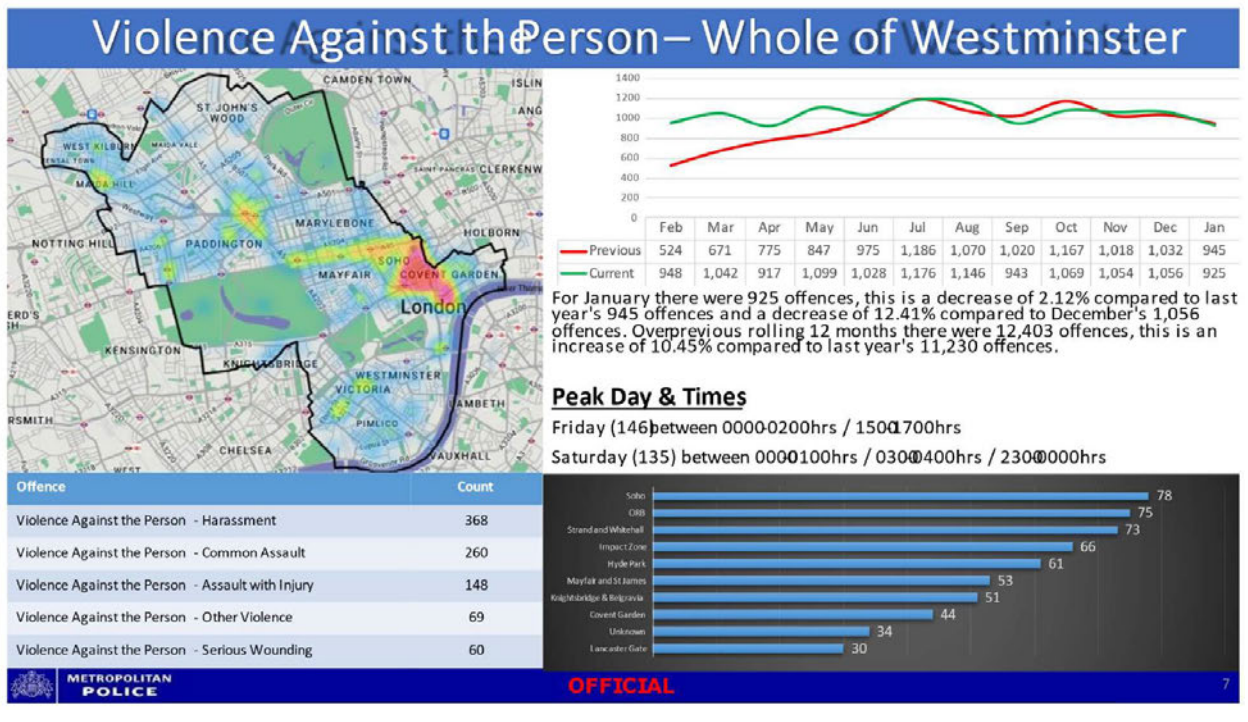 Violence Against the Person – Whole of Westminster
CAMDEN TOWN
ISLIN
ANG
ST JOHN'S
WOOD
MAIDA VALE
WEST KILBURN
KENSAL TOWN
MAIDA HILL
SAINT PANCRAS
CLERKENW
A5205
A501
MARYLEBONE
HOLBORN
NOTTING HILL
PADDINGTON
SOHO
MAYFAIR
COVENT GARDEN
London
KENSINGTON
A315
KNIGHTSBRIDGE
WESTMINSTER
VICTORIA
LAMBETH
PIMLICO
CHELSEA
VAUXHALL
RSMITH
WEST
1400
1200
1000
800
600
400
200
0
Feb Mar Apr May Jun Jul Aug Sep Oct Nov Dec Jan
Previous 524 671 775 847 975 1,186 1,070 1,020 1,167 1,018 1,032 945
Current 948 1,042 917 1,099 1,028 1,176 1,146 943 1,069 1,054 1,056 925
For January there were 925 offences, this is a decrease of 2.12% compared to last
year's 945 offences and a decrease of 12.41% compared to December's 1,056
offences. Over previous rolling 12 months there were 12,403 offences, this is an
increase of 10.45% compared to last year's 11,230 offences.
Peak Day & Times
Friday (146) between 0000-0200hrs / 1500-1700hrs
Saturday (135) between 0000-0100hrs / 0300-0400hrs / 2300-0000hrs
Offence Count
Violence Against the Person - Harassment 368
Violence Against the Person - Common Assault 260
Violence Against the Person - Assault with Injury 148
Violence Against the Person - Other Violence 69
Violence Against the Person - Serious Wounding 60
Soho 78
ORB 75
Strand and Whitehall 73
Impact Zone 66
Hyde Park 61
Mayfair and St James 53
Knightsbridge & Belgravia 51
Covent Garden 44
Unknown 34
Lancaster Gate 30
METROPOLITAN
POLICE
OFFICIAL
7